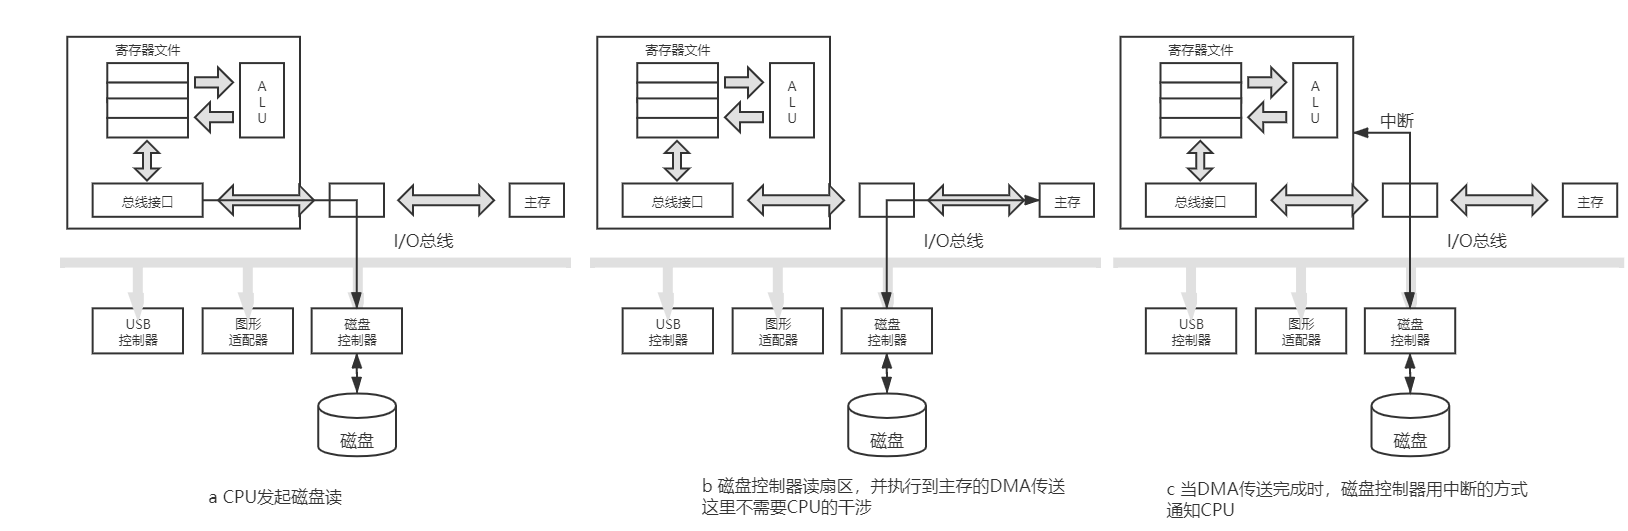 寄存器文件
A
L
U
总线接口
主存
I/O总线
USB
控制器
图形
适配器
磁盘
控制器
磁盘
a CPU发起磁盘读
寄存器文件
A
L
U
总线接口
主存
I/O总线
USB
控制器
图形
适配器
磁盘
控制器
磁盘
b 磁盘控制器读扇区，并执行到主存的DMA传送
这里不需要CPU的干涉
寄存器文件
A
L
U
中断
总线接口
主存
I/O总线
USB
控制器
图形
适配器
磁盘
控制器
磁盘
c 当DMA传送完成时，磁盘控制器用中断的方式
通知CPU